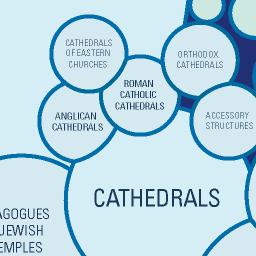 CATHEDRALS
OF EASTERN
CHURCHES
ORTHODOX
CATHEDRALS
ROMAN
CATHOLIC
CATHEDRALS
ANGLICAN
CATHEDRALS
ACCESSORY
STRUCTURES
CATHEDRALS
AGOGUES
JEWISH
EMPLES